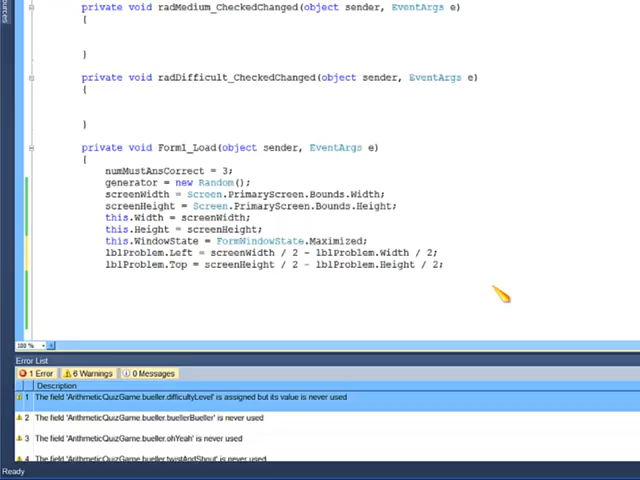 ources
private void radMedium_CheckedChanged(object sender, EventArgs e)
{
}
private void radDifficult_CheckedChanged(object sender, EventArgs e)
{
}
private void Form1_Load(object sender, EventArgs e)
{
numMustAnsCorrect = 3;
generator = new Random();
screenWidth = Screen.PrimaryScreen.Bounds.Width;
screenHeight = Screen.PrimaryScreen.Bounds.Height;
this.Width = screenWidth;
this.Height = screenHeight;
this.WindowState = FormWindowState.Maximized;
lblProblem.Left = screenWidth / 2 - lblProblem.Width / 2;
lblProblem.Top = screenHeight / 2 - lblProblem.Height / 2;
100 %
Error List
1 Error 6 Warnings 0 Messages
Description
1 The field 'ArithmeticQuizGame.bueller.difficultyLevel' is assigned but its value is never used
2 The field 'ArithmeticQuizGame.bueller.buellerBueller' is never used
3 The field 'ArithmeticQuizGame.bueller.ohYeah' is never used
4 The field 'ArithmeticQuizGame.bueller.twistAndShout' is never used
Ready